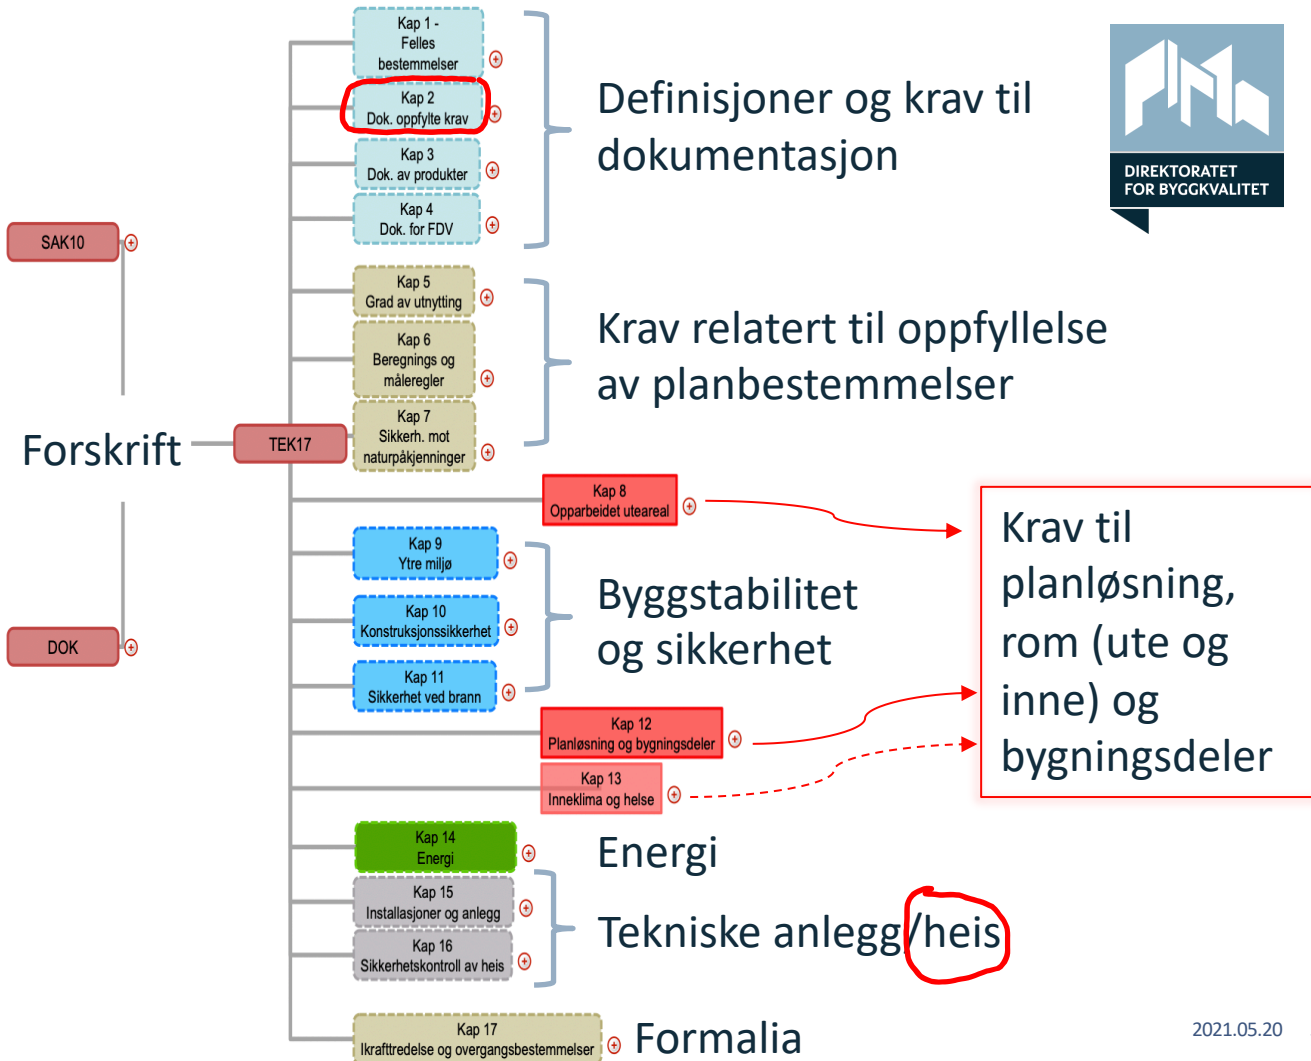 Kap 1 -
Felles
bestemmelser
Kap 2
Dok. oppfylte krav
Kap 3
Dok. av produkter
Kap 4
Dok. for FDV
Definisjoner og krav til
dokumentasjon
DIREKTORATET
FOR BYGGKVALITET
SAK10
Kap 5
Grad av utnytting
Kap 6
Beregnings og
måleregler
Kap 7
Sikkerh. mot
naturpåkjenninger
Krav relatert til oppfyllelse
av planbestemmelser
Forskrift
TEK17
Kap 8
Opparbeidet uteareal
Kap 9
Ytre miljø
Kap 10
Konstruksjonssikkerhet
Kap 11
Sikkerhet ved brann
Byggstabilitet
og sikkerhet
Krav til
planløsning,
rom (ute og
inne) og
bygningsdeler
DOK
Kap 12
Planløsning og bygningsdeler
Kap 13
Inneklima og helse
Kap 14
Energi
Energi
Kap 15
Installasjoner og anlegg
Kap 16
Sikkerhetskontroll av heis
Tekniske anlegg/heis
Kap 17
Ikrafttredelse og overgangsbestemmelser
Formalia
2021.05.20